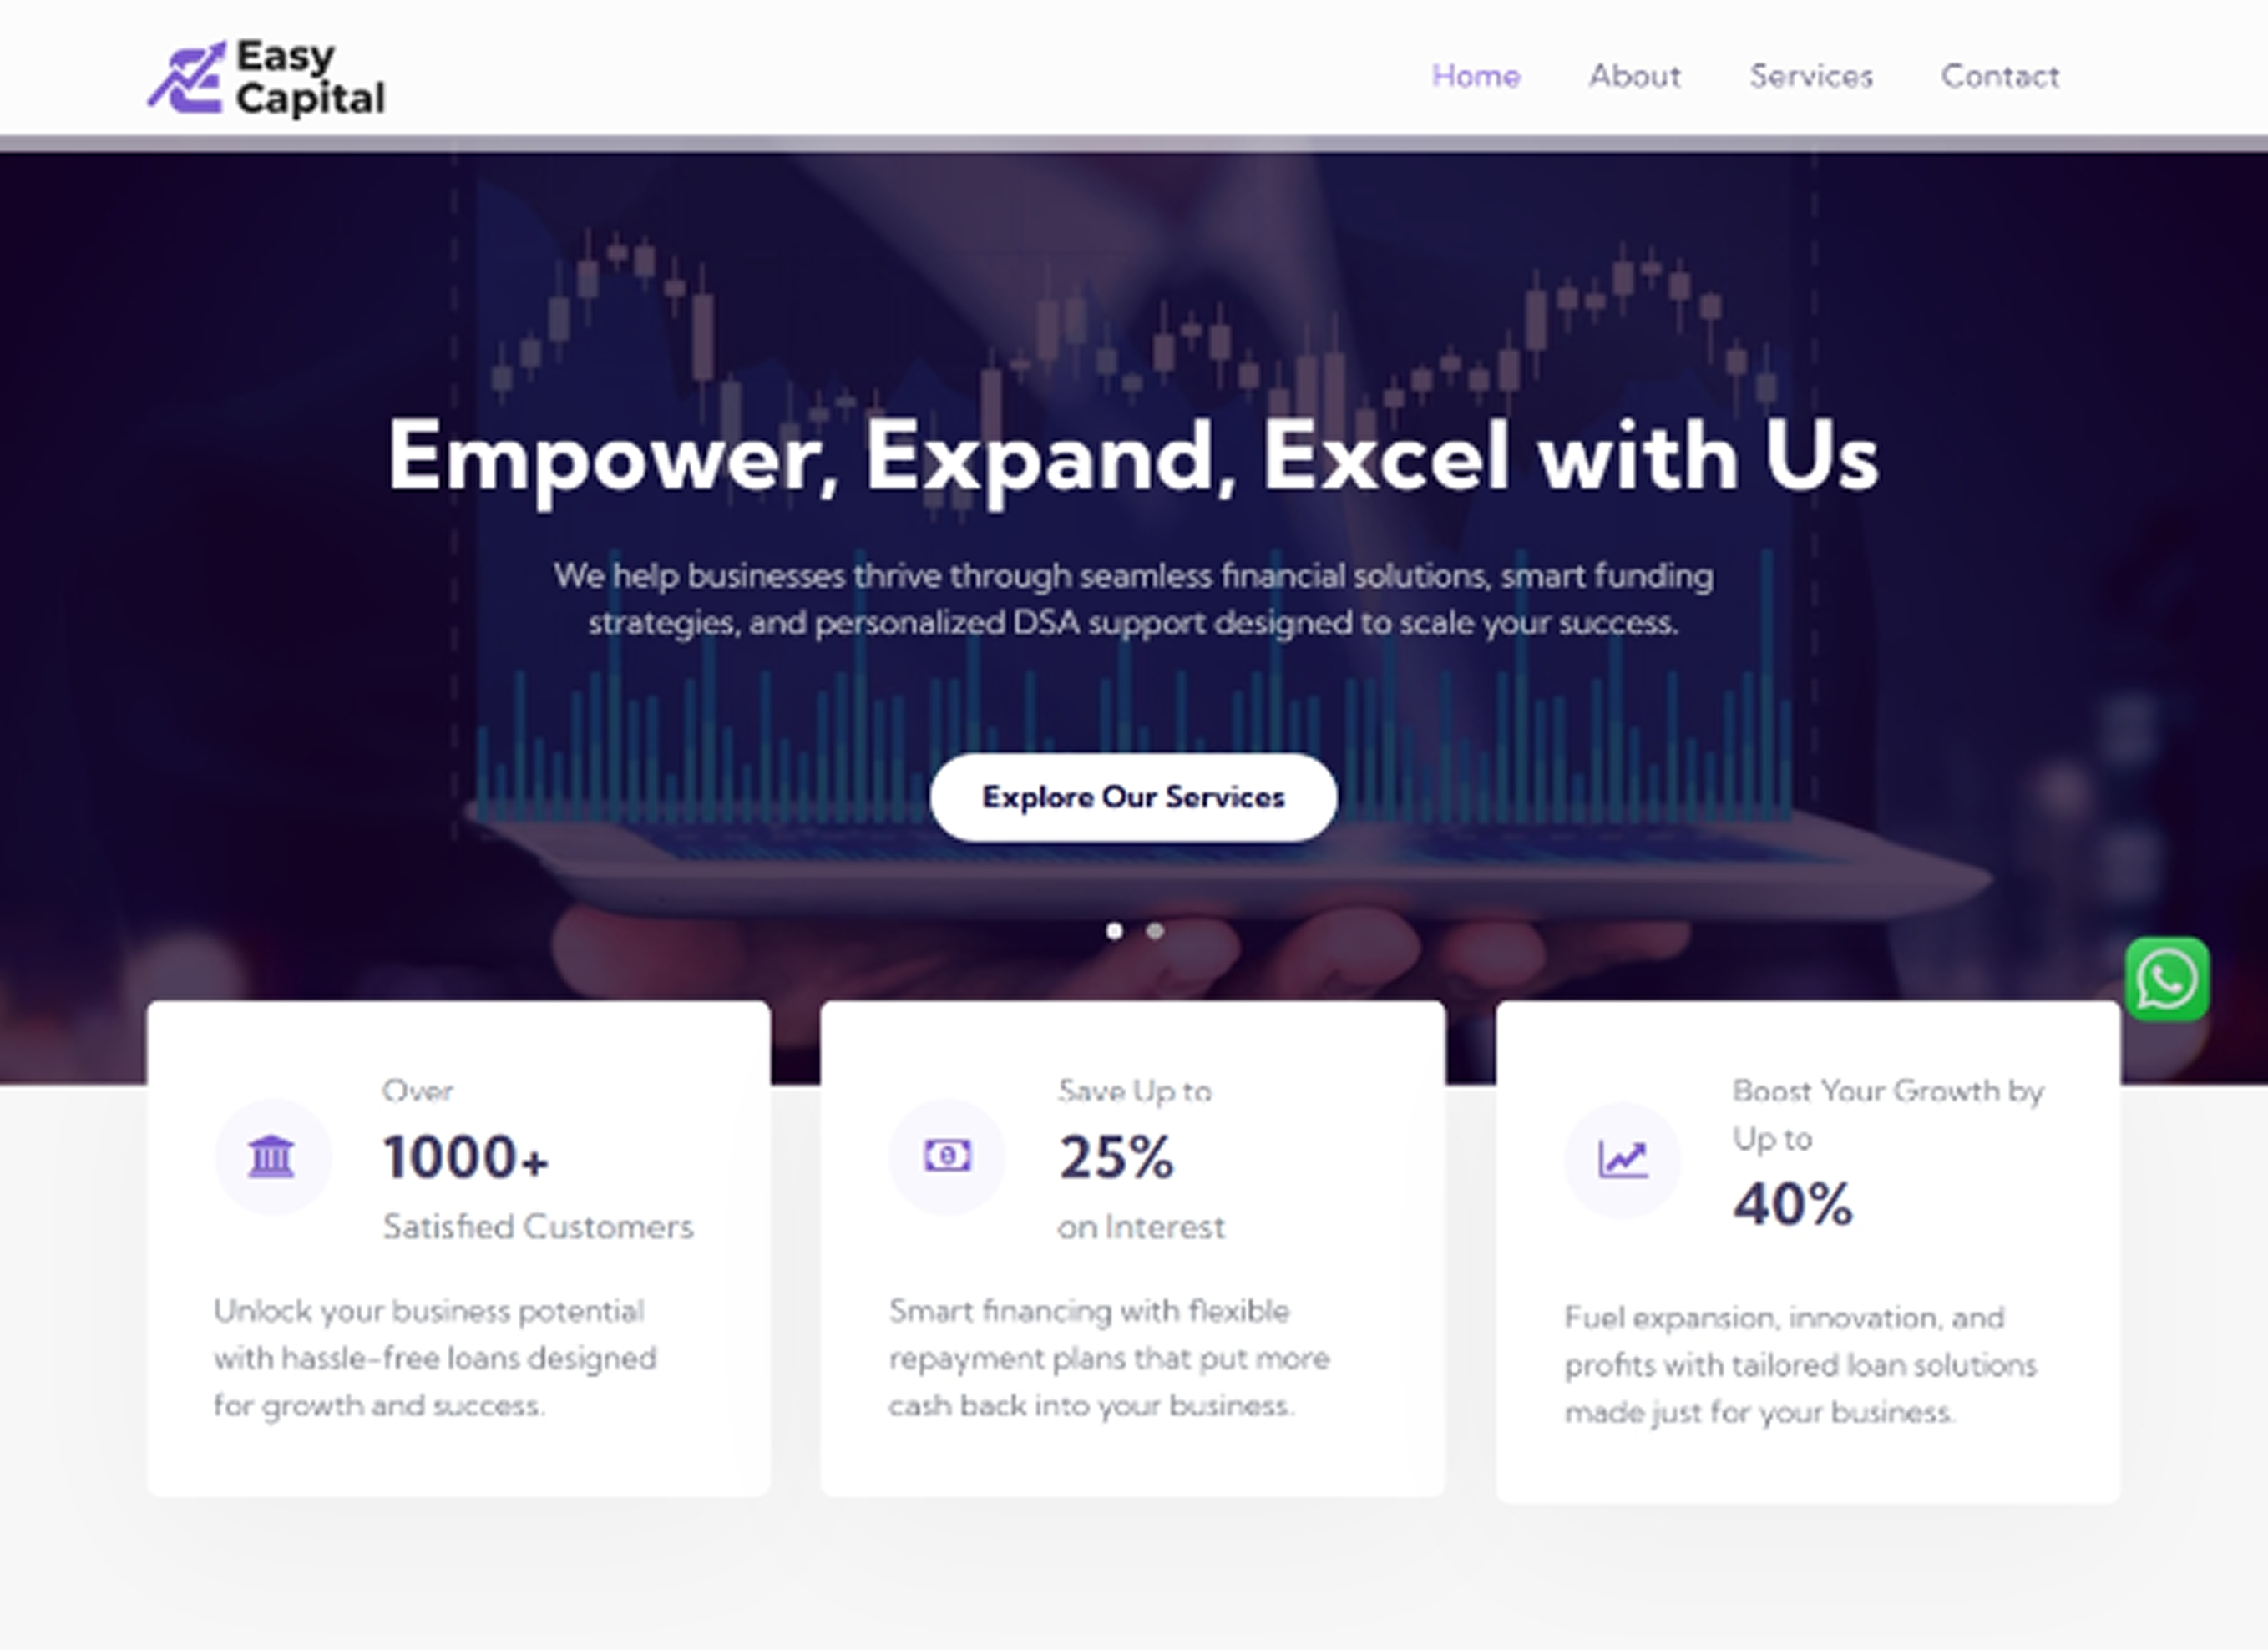 Easy
Capital
Home About Services Contact
Empower, Expand, Excel with Us
We help businesses thrive through seamless financial solutions, smart funding
strategies, and personalized DSA support designed to scale your success.
Explore Our Services
Over
1000+
Satisfied Customers
Unlock your business potential
with hassle-free loans designed
for growth and success.
Save Up to
25%
on Interest
Smart financing with flexible
repayment plans that put more
cash back into your business.
Boost Your Growth by
Up to
40%
Fuel expansion, innovation, and
profits with tailored loan solutions
made just for your business.